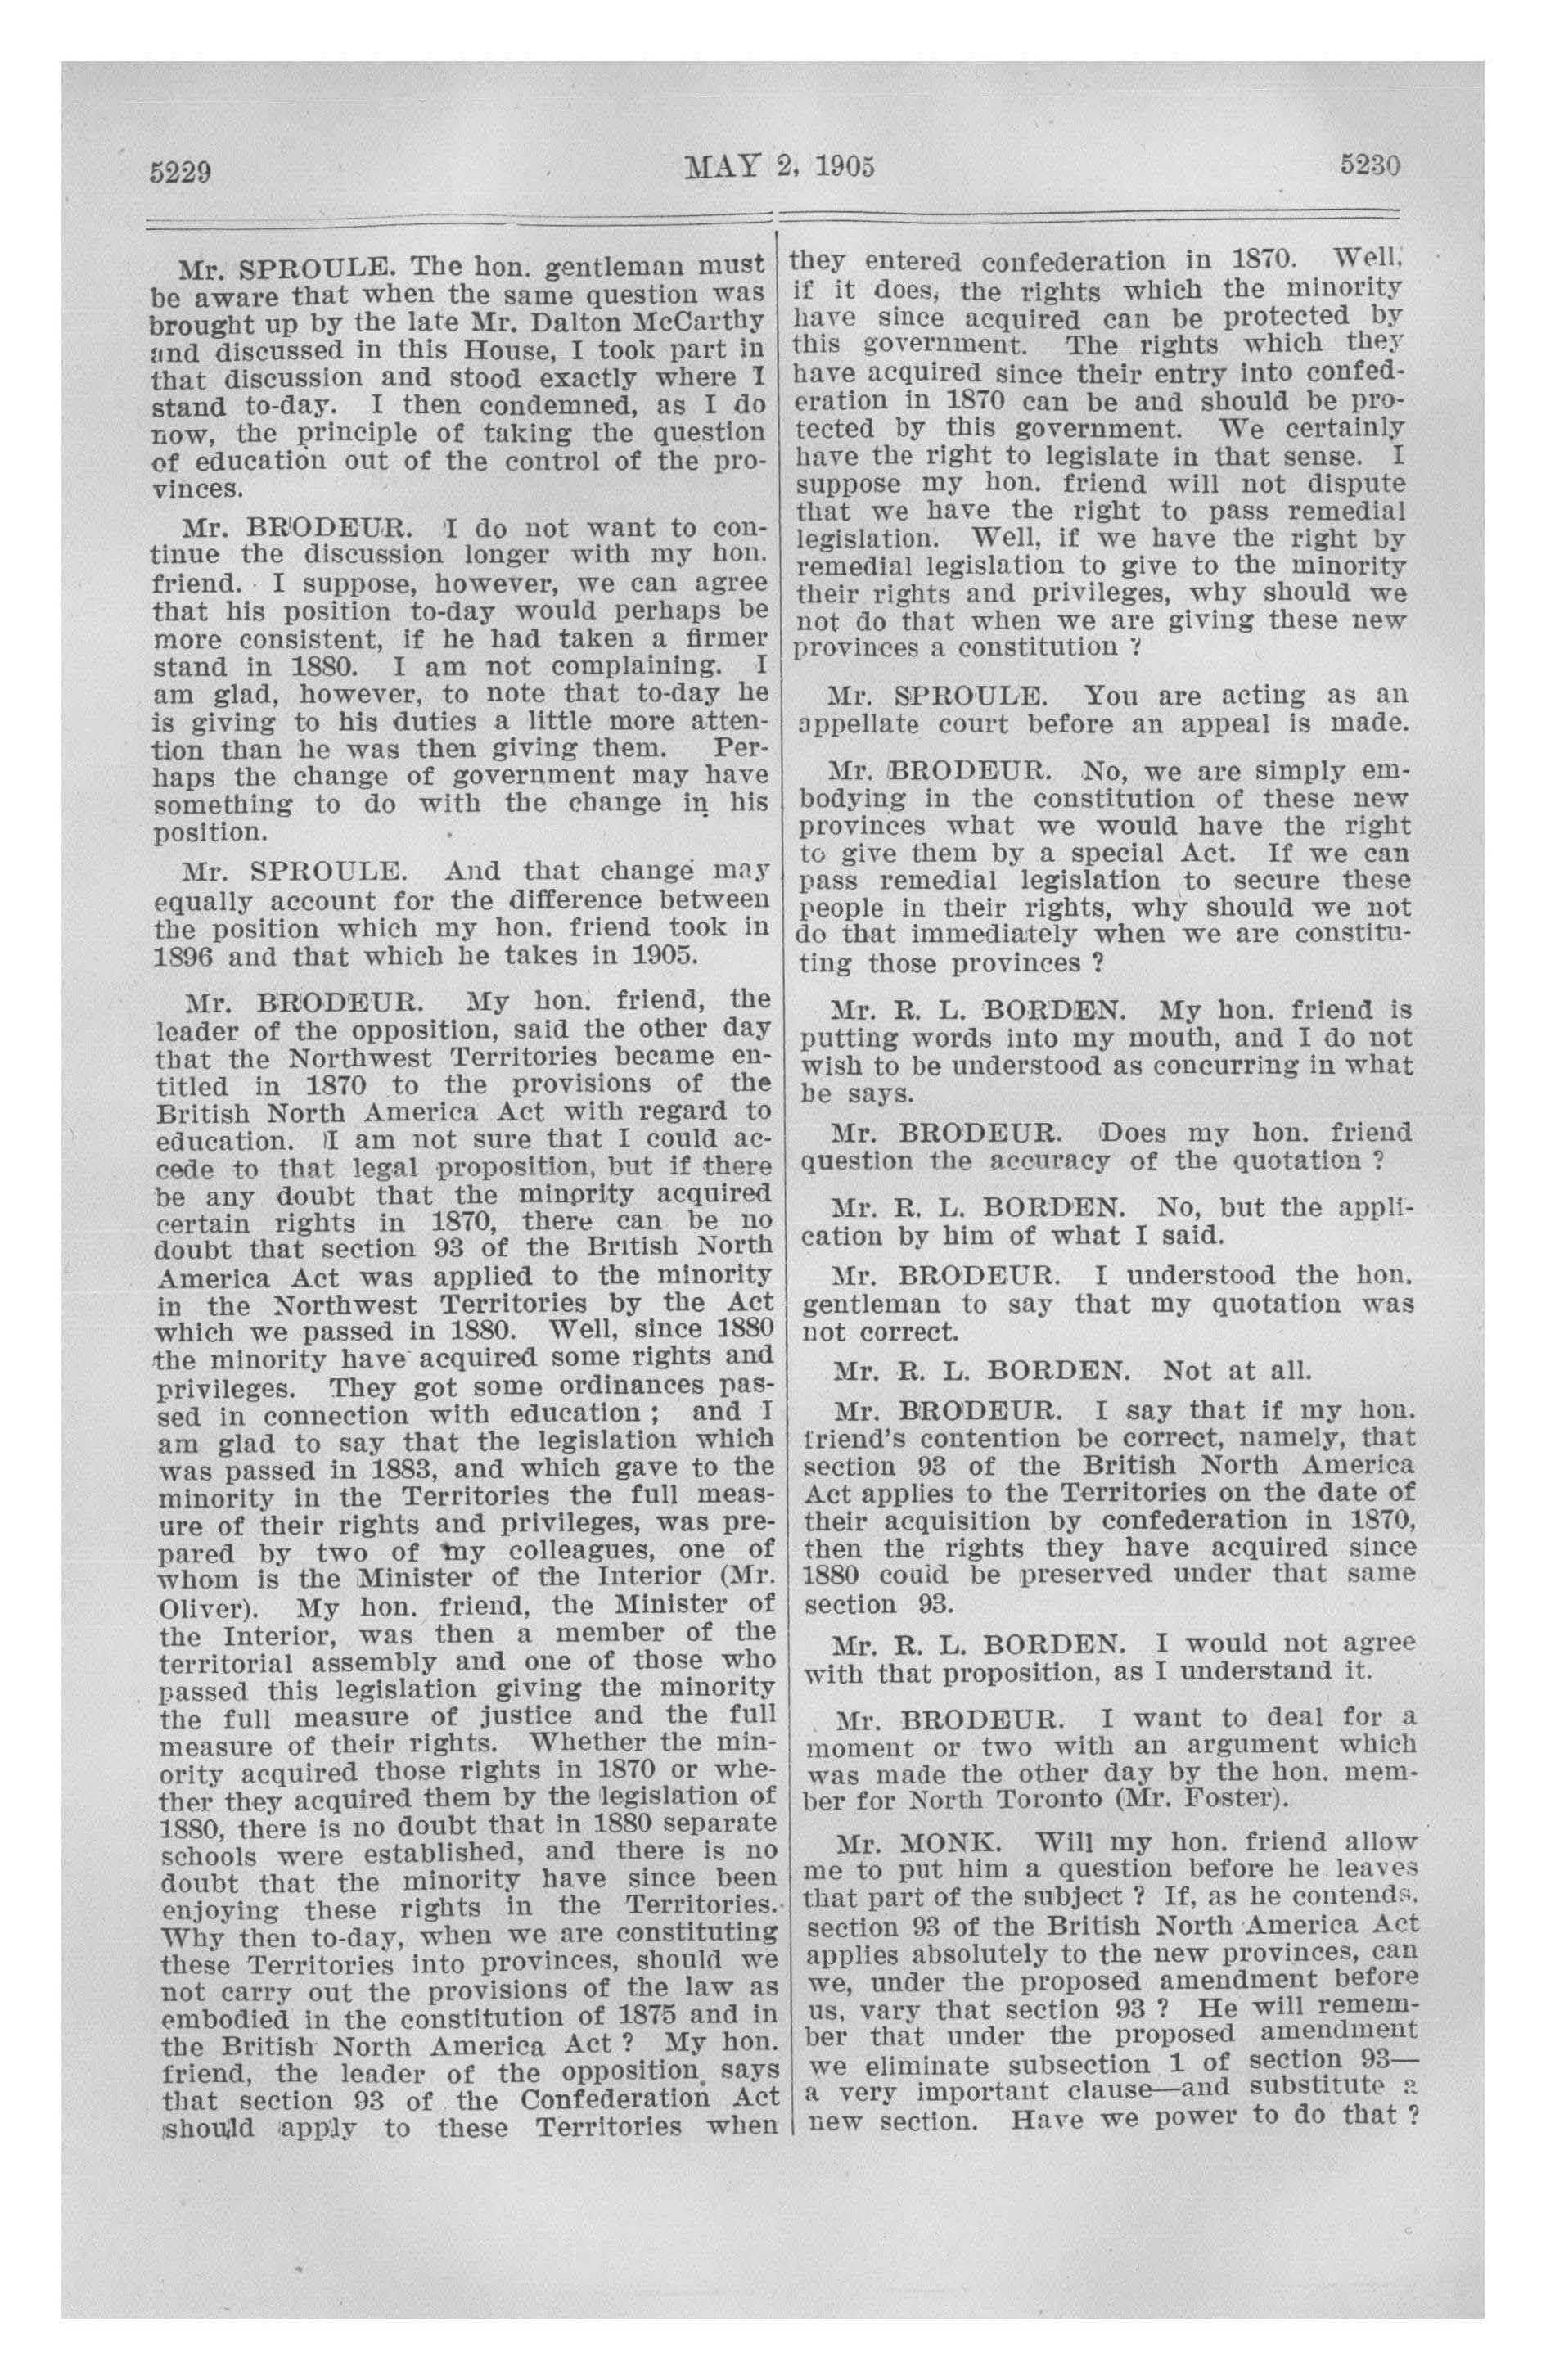 5229
MAY 2, 1905
5230
Mr. SPROULE. The hon. gentleman must
be aware that when the same question was
brought up by the late Mr. Dalton McCarthy
and discussed in this House, I took part in
that discussion and stood exactly where I
stand to-day. I then condemned, as I do
now, the principle of taking the question
of education out of the control of the pro-
vinces.
Mr. BRODEUR. I do not want to con-
tinue the discussion longer with my hon.
friend. I suppose, however, we can agree
that his position to-day would perhaps be
more consistent, if he had taken a firmer
stand in 1880. I am not complaining. I
am glad, however, to note that to-day he
is giving to his duties a little more atten-
tion than he was then giving them. Per-
haps the change of government may have
something to do with the change in his
position.
Mr. SPROULE. And that change may
equally account for the difference between
the position which my hon. friend took in
1896 and that which he takes in 1905.
Mr. BRODEUR. My hon. friend, the
leader of the opposition, said the other day
that the Northwest Territories became en-
titled in 1870 to the provisions of the
British North America Act with regard to
education. I am not sure that I could ac-
cede to that legal proposition, but if there
be any doubt that the minority acquired
certain rights in 1870, there can be no
doubt that section 93 of the British North
America Act was applied to the minority
in the Northwest Territories by the Act
which we passed in 1880. Well, since 1880
the minority have acquired some rights and
privileges. They got some ordinances pas-
sed in connection with education ; and I
am glad to say that the legislation which
was passed in 1883, and which gave to the
minority in the Territories the full meas-
ure of their rights and privileges, was pre-
pared by two of my colleagues, one of
whom is the Minister of the Interior (Mr.
Oliver). My hon. friend, the Minister of
the Interior, was then a member of the
territorial assembly and one of those who
passed this legislation giving the minority
the full measure of justice and the full
measure of their rights. Whether the min-
ority acquired those rights in 1870 or whe-
ther they acquired them by the legislation of
1880, there is no doubt that in 1880 separate
schools were established, and there is no
doubt that the minority have since been
enjoying these rights in the Territories.
Why then to-day, when we are constituting
these Territories into provinces, should we
not carry out the provisions of the law as
embodied in the constitution of 1875 and in
the British North America Act ? My hon.
friend, the leader of the opposition, says
that section 93 of the Confederation Act
should apply to these Territories when
they entered confederation in 1870. Well,
if it does, the rights which the minority
have since acquired can be protected by
this government. The rights which they
have acquired since their entry into confed-
eration in 1870 can be and should be pro-
tected by this government. We certainly
have the right to legislate in that sense. I
suppose my hon. friend will not dispute
that we have the right to pass remedial
legislation. Well, if we have the right by
remedial legislation to give to the minority
their rights and privileges, why should we
not do that when we are giving these new
provinces a constitution ?
Mr. SPROULE. You are acting as an
appellate court before an appeal is made.
Mr. BRODEUR. No, we are simply em-
bodying in the constitution of these new
provinces what we would have the right
to give them by a special Act. If we can
pass remedial legislation to secure these
people in their rights, why should we not
do that immediately when we are constitu-
ting those provinces ?
Mr. R. L. BORDEN. My hon. friend is
putting words into my mouth, and I do not
wish to be understood as concurring in what
he says.
Mr. BRODEUR. Does my hon. friend
question the accuracy of the quotation ?
Mr. R. L. BORDEN. No, but the appli-
cation by him of what I said.
Mr. BRODEUR. I understood the hon.
gentleman to say that my quotation was
not correct.
Mr. R. L. BORDEN. Not at all.
Mr. BRODEUR. I say that if my hon.
friend's contention be correct, namely, that
section 93 of the British North America
Act applies to the Territories on the date of
their acquisition by confederation in 1870,
then the rights they have acquired since
1880 could be preserved under that same
section 93.
Mr. R. L. BORDEN. I would not agree
with that proposition, as I understand it.
Mr. BRODEUR. I want to deal for a
moment or two with an argument which
was made the other day by the hon. mem-
ber for North Toronto (Mr. Foster).
Mr. MONK. Will my hon. friend allow
me to put him a question before he leaves
that part of the subject ? If, as he contends,
section 93 of the British North America Act
applies absolutely to the new provinces, can
we, under the proposed amendment before
us, vary that section 93 ? He will remem-
ber that under the proposed amendment
we eliminate subsection 1 of section 93—
a very important clause—and substitute a
new section. Have we power to do that ?